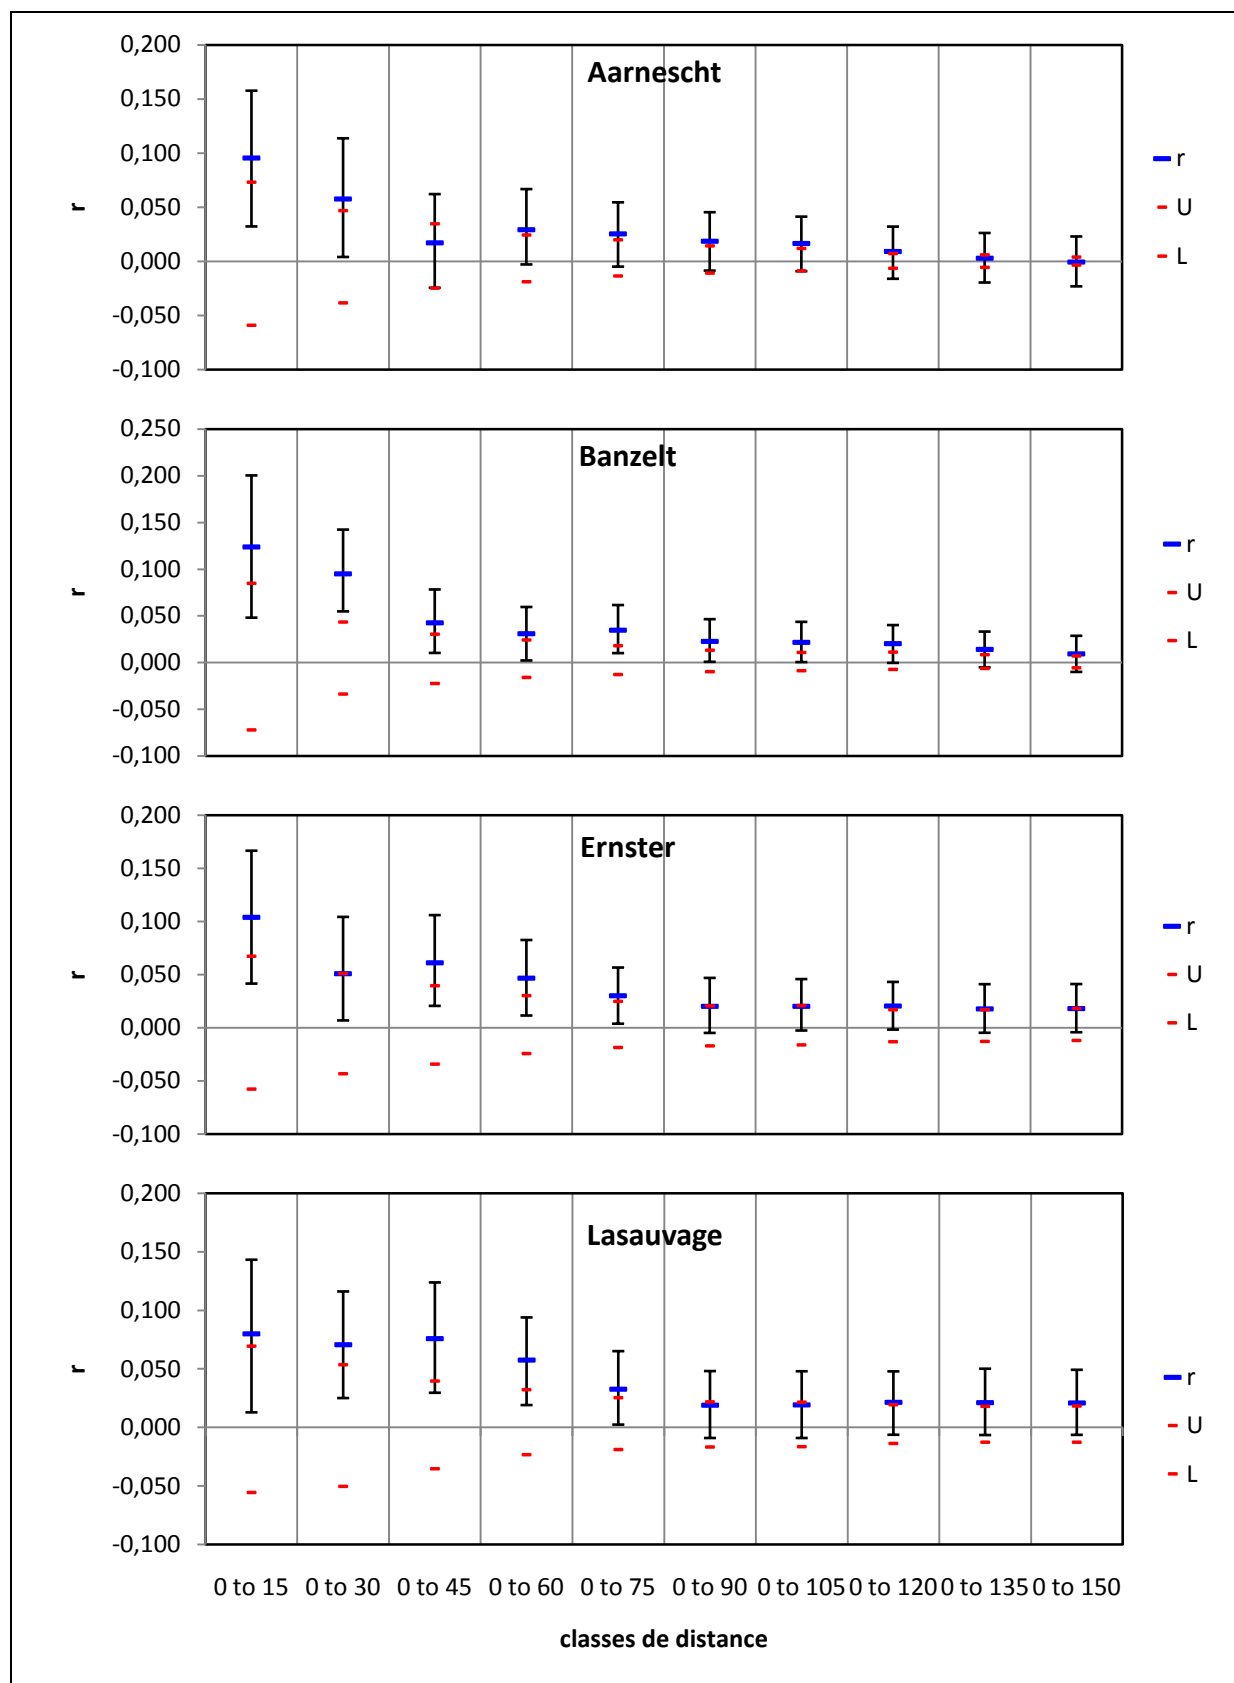 Aarnescht
0,200
0,150
0,100
0,050
0,000
-0,050
-0,100
r
r
U
L
Banzelt
0,250
0,200
0,150
0,100
0,050
0,000
-0,050
-0,100
r
r
U
L
Ernster
0,200
0,150
0,100
0,050
0,000
-0,050
-0,100
r
r
U
L
Lasauvage
0,200
0,150
0,100
0,050
0,000
-0,050
-0,100
r
r
U
L
0 to 15 0 to 30 0 to 45 0 to 60 0 to 75 0 to 90 0 to 105 0 to 120 0 to 135 0 to 150
classes de distance